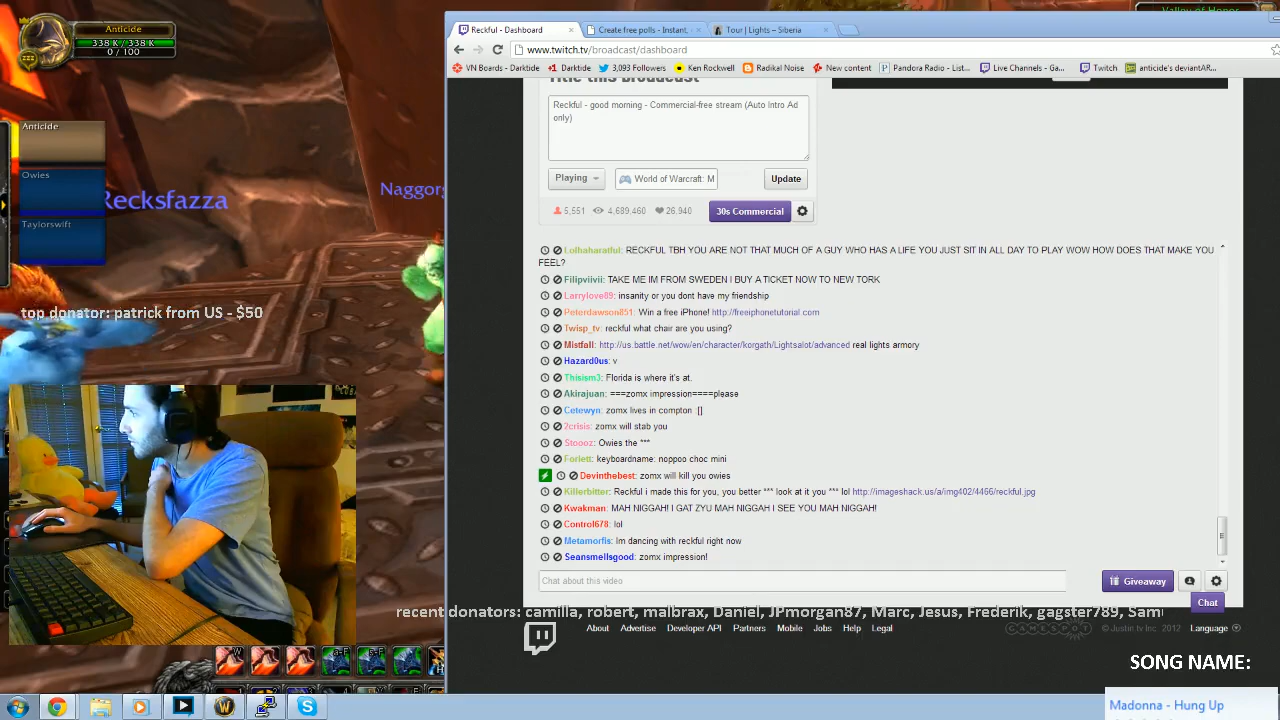 Anticide
338 K / 338 K
0 / 100
Anticide
Owies
Taylorswift
Recksfazza
top donator: patrick from US - $50
Reckful - Dashboard
Create free polls - Instant,
Tour | Lights – Siberia
www.twitch.tv/broadcast/dashboard
VN Boards - Darktide
+1 Darktide
3,093 Followers
Ken Rockwell
Radikal Noise
New content
Pandora Radio - List...
Live Channels - Ga...
Twitch
anticide's deviantAR...
Title this broadcast
Reckful - good morning - Commercial-free stream (Auto Intro Ad
only)
Playing
World of Warcraft: M
Update
5,551
4,689,460
26,940
30s Commercial
Lolhaharatful: RECKFUL TBH YOU ARE NOT THAT MUCH OF A GUY WHO HAS A LIFE YOU JUST SIT IN ALL DAY TO PLAY WOW HOW DOES THAT MAKE YOU
FEEL?
Filipviivii: TAKE ME IM FROM SWEDEN I BUY A TICKET NOW TO NEW TORK
Larrylove89: insanity or you dont have my friendship
Peterdawson851: Win a free iPhone! http://freeiphonetutorial.com
Twisp_tv: reckful what chair are you using?
Mistfall: http://us.battle.net/wow/en/character/korgath/Lightsalot/advanced real lights armory
Hazard0us: v
Thisism3: Florida is where it's at.
Akirajuan: ===zomx impression====please
Cetewyn: zomx lives in compton :[]
2crisis: zomx will stab you
Stoooz: Owies the ***
Forlett: keyboardname: noppoo choc mini
Devinthebest: zomx will kill you owies
Killerbitter: Reckful i made this for you, you better *** look at it you *** lol http://imageshack.us/a/img402/4466/reckful.jpg
Kwakman: MAH NIGGAH! I GAT ZYU MAH NIGGAH I SEE YOU MAH NIGGAH!
Control678: lol
Metamorfis: Im dancing with reckful right now
Seansmellsgood: zomx impression!
Chat about this video
Giveaway
Chat
recent donators: camilla, robert, malbrax, Daniel, JPmorgan87, Marc, Jesus, Frederik, gagster789,
About
Advertise
Developer API
Partners
Mobile
Jobs
Help
Legal
GAMESPOT
© Justin.tv Inc. 2012
Language
SONG NAME:
Madonna - Hung Up